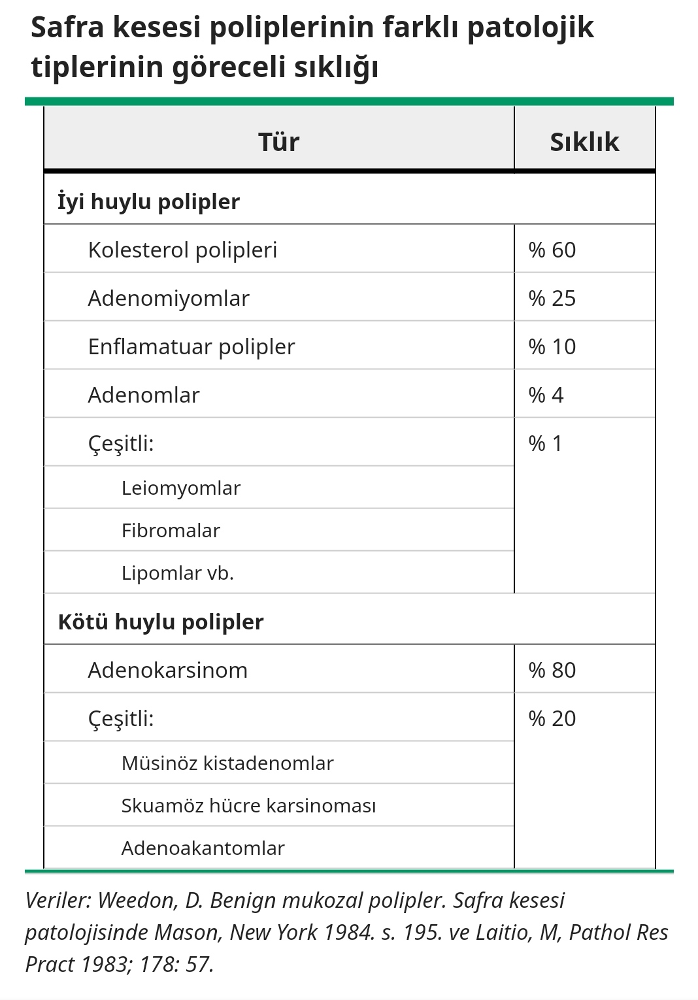 Safra kesesi poliplerinin farklı patolojik
tiplerinin göreceli sıklığı
Tür Sıklık
İyi huylu polipler
Kolesterol polipleri % 60
Adenomiyomlar % 25
Enflamatuar polipler % 10
Adenomlar % 4
Çeşitli: % 1
Leiomyomlar
Fibromalar
Lipomlar vb.
Kötü huylu polipler
Adenokarsinom % 80
Çeşitli: % 20
Müsinöz kistadenomlar
Skuamöz hücre karsinoması
Adenoakantomlar
Veriler: Weedon, D. Benign mukozal polipler. Safra kesesi
patolojisinde Mason, New York 1984. s. 195. ve Laitio, M, Pathol Res
Pract 1983; 178: 57.